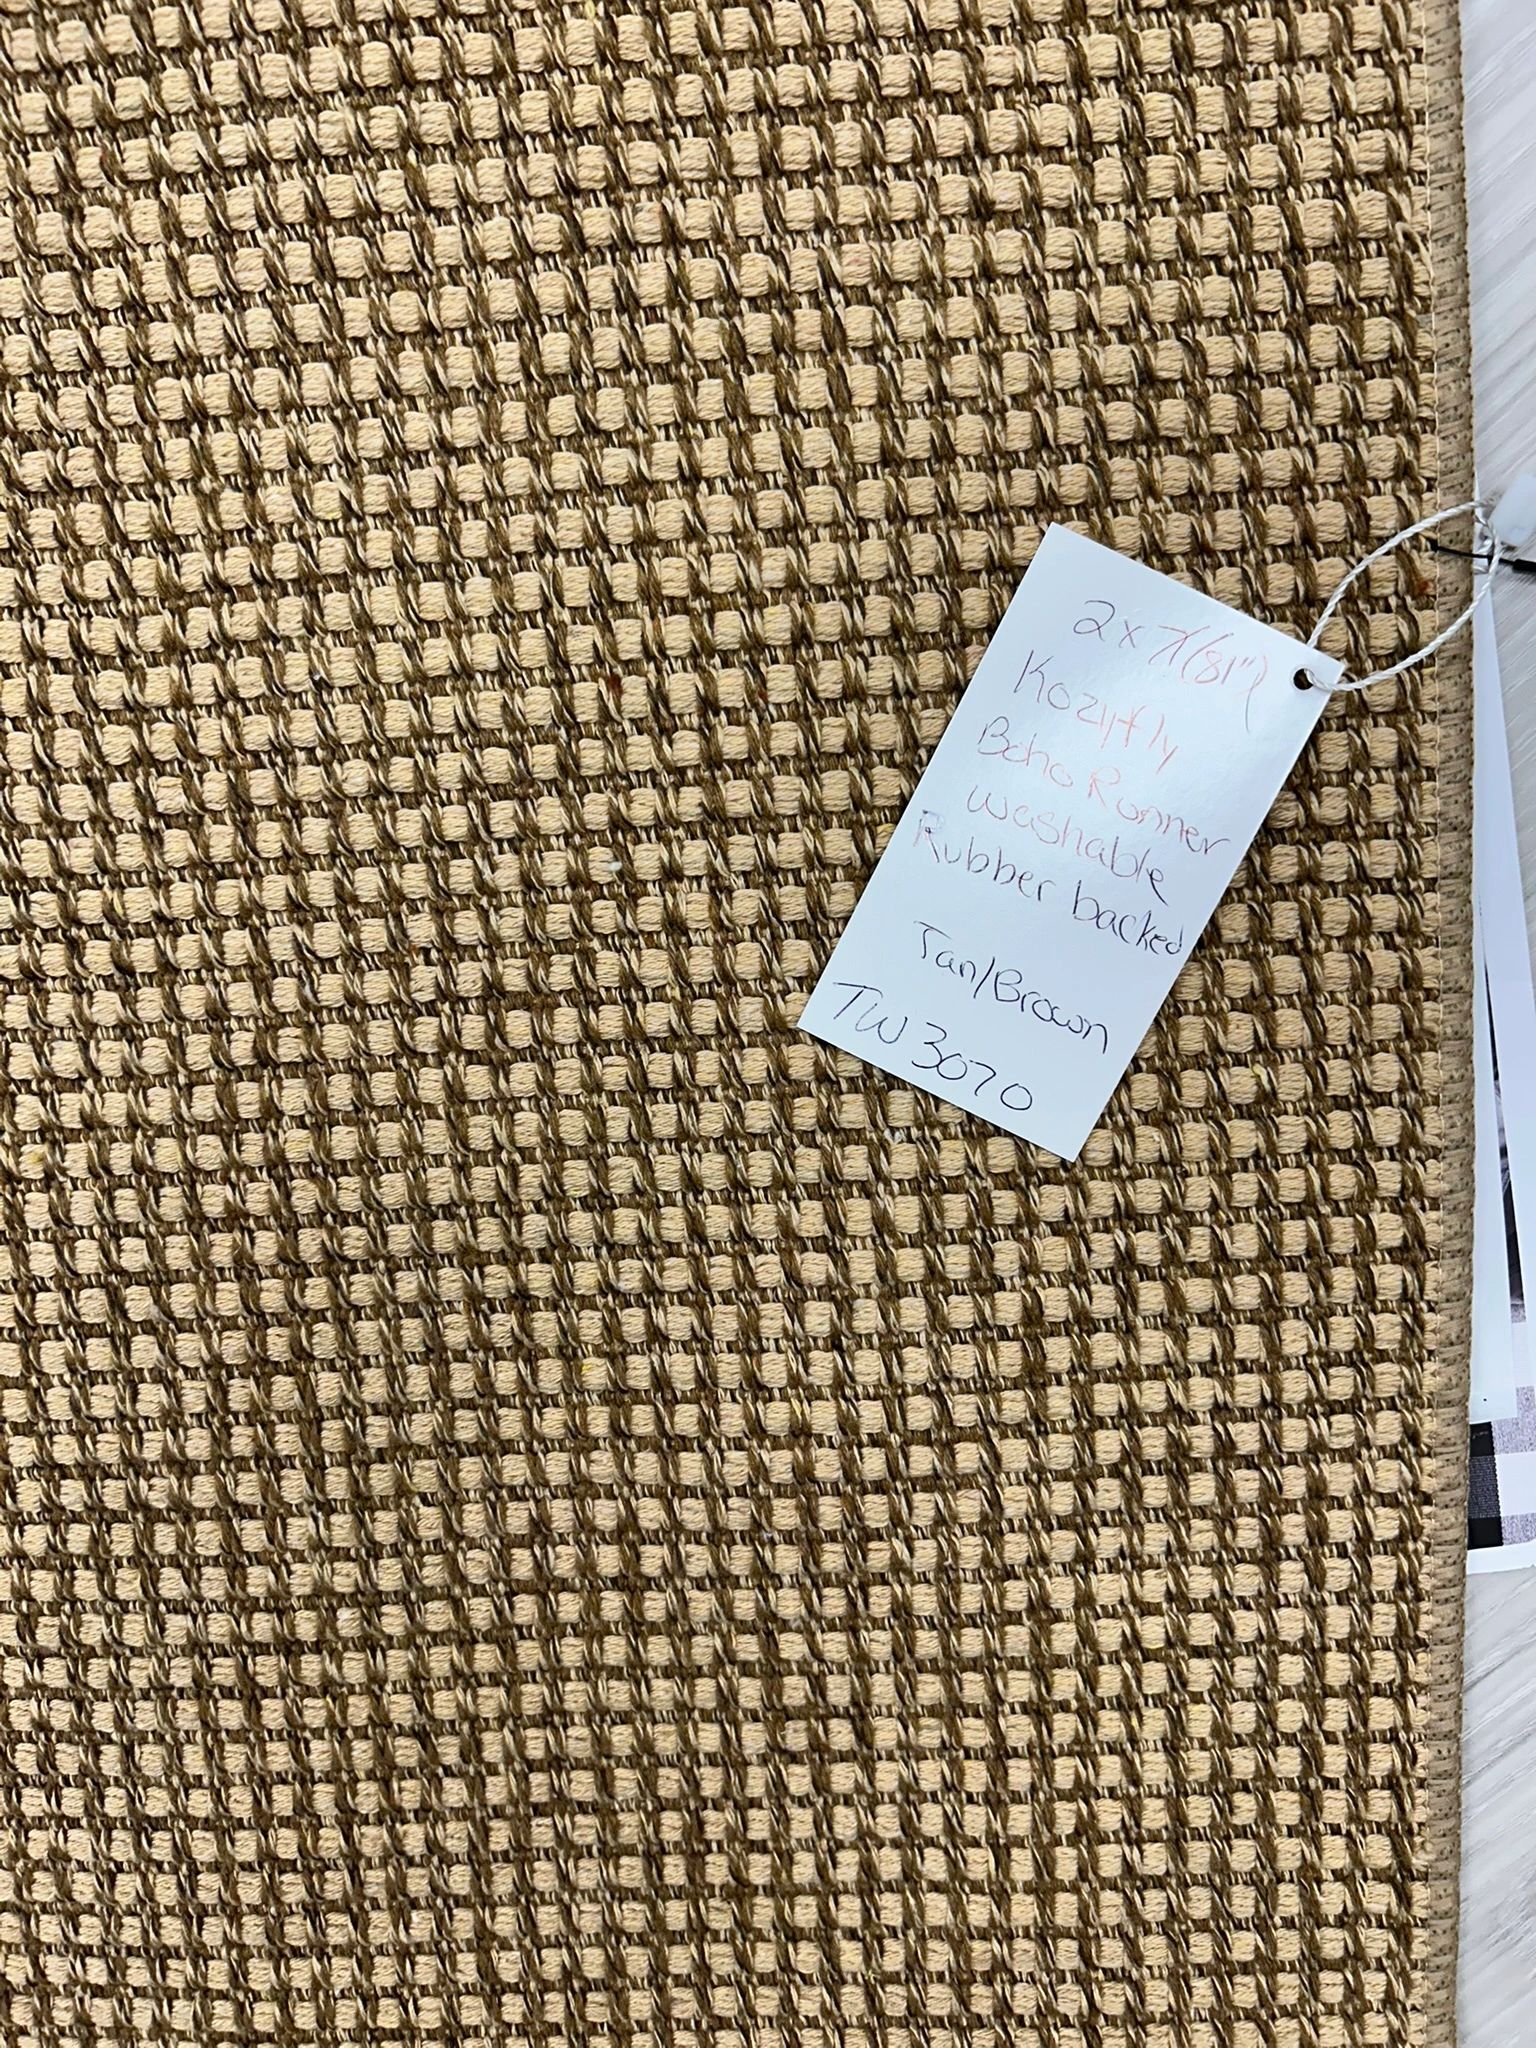 2 x 7 (81")
Kozyfly
Boho Runner
washable
Rubber backed
Tan/Brown
TW 3070